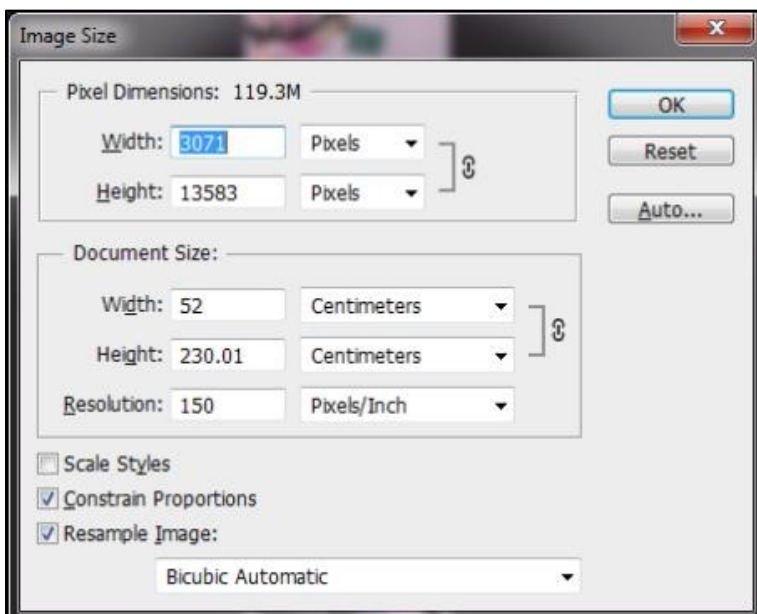 Image Size
Pixel Dimensions: 119.3M
Width: 3071 Pixels
Height: 13583 Pixels
OK
Reset
Auto...
Document Size:
Width: 52 Centimeters
Height: 230.01 Centimeters
Resolution: 150 Pixels/Inch
Scale Styles
Constrain Proportions
Resample Image:
Bicubic Automatic